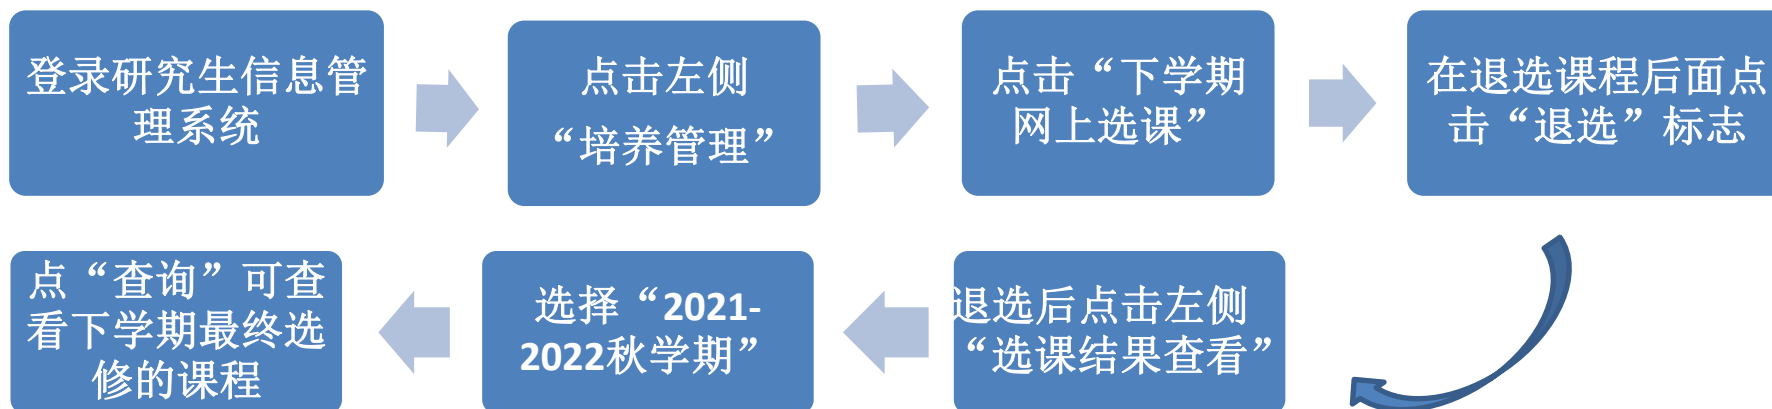 登录研究生信息管
理系统
点击左侧
“培养管理”
点击“下学期
网上选课”
在退选课程后面点
击“退选”标志
退选后点击左侧
“选课结果查看”
选择“2021-
2022秋学期”
点“查询”可查
看下学期最终选
修的课程